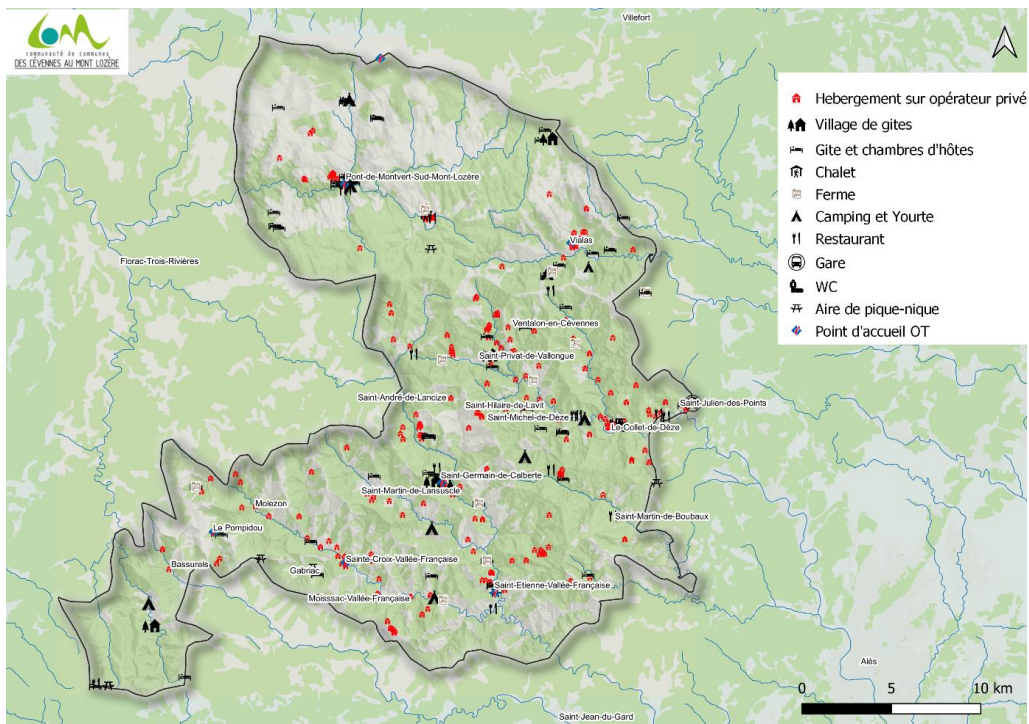 communauté de communes
DES CÉVENNES AU MONT LOZÈRE
Villefort
Hebergement sur opérateur privé
Village de gites
Gite et chambres d'hôtes
Chalet
Ferme
Camping et Yourte
Restaurant
Gare
WC
Aire de pique-nique
Point d'accueil OT
Pont-de-Montvert-Sud-Mont-Lozère
Vialas
Florac-Trois-Rivières
Ventalon-en-Cévennes
Saint-Privat-de-Vallongue
Saint-André-de-Lancize
Saint-Hilaire-de-Lavit
Saint-Julien-des-Points
Saint-Michel-de-Dèze
Le Collet-de-Dèze
Saint-Germain-de-Calberte
Saint-Martin-de-Lansuscle
Molezon
Saint-Martin-de-Boubaux
Le Pompidou
Sainte-Croix-Vallée-Française
Bassurels
Gabriac
Saint-Etienne-Vallée-Française
Moisssac-Vallée-Française
Alès
0 5 10 km
Saint-Jean-du-Gard